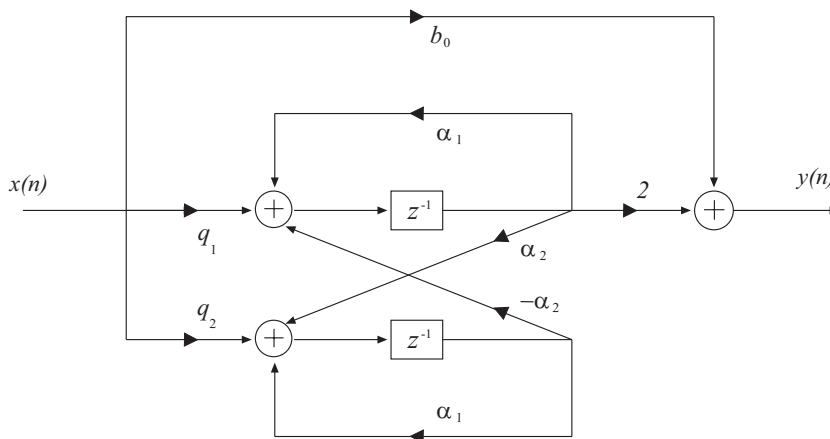 b₀
α₁
x(n)
2
y(n)
+
z⁻¹
+
q₁
α₂
−α₂
q₂
+
z⁻¹
α₁